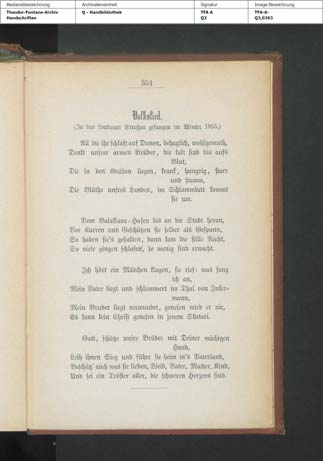 Bestandsbezeichnung Archivalieneinheit Signatur Image Bezeichnung
Theodor-Fontane-Archiv Q - Handbibliothek TFA A TFA-A-
Handschriften Q3 Q3,0363
351
Volkslied.
(In den Londoner Straßen gesungen im Winter 1855.)
All die ihr schlaft auf Dunen, behaglich, wohlgemuth,
Denkt unsrer armen Brüder, die kalt sind bis aufs
Blut,
Die in den Gräben liegen, krank, hungrig, starr
und stumm,
Die Blüthe unsres Landes, im Schlammbett kommt
sie um.
Vom Balaklava-Hafen bis an die Stadt heran,
Vor Karren und Geschützen sie selber als Gespann,
So haben sie's gehalten, dann kam die stille Nacht,
So viele gingen schlafen, so wenig sind erwacht.
Ich hört ein Mädchen klagen, sie rief: was fang
ich an,
Mein Vater liegt und schlummert im Thal von Inker-
mann,
Mein Bruder liegt verwundet, genesen wird er nie,
Es kann kein Christ genesen in jenem Skutari.
Gott, schütze unsre Brüder mit Deiner mächtigen
Hand,
Leih ihnen Sieg und führe sie heim in's Vaterland,
Beschütz' auch was sie lieben, Weib, Vater, Mutter, Kind,
Und sei ein Tröster aller, die schweren Herzens sind.